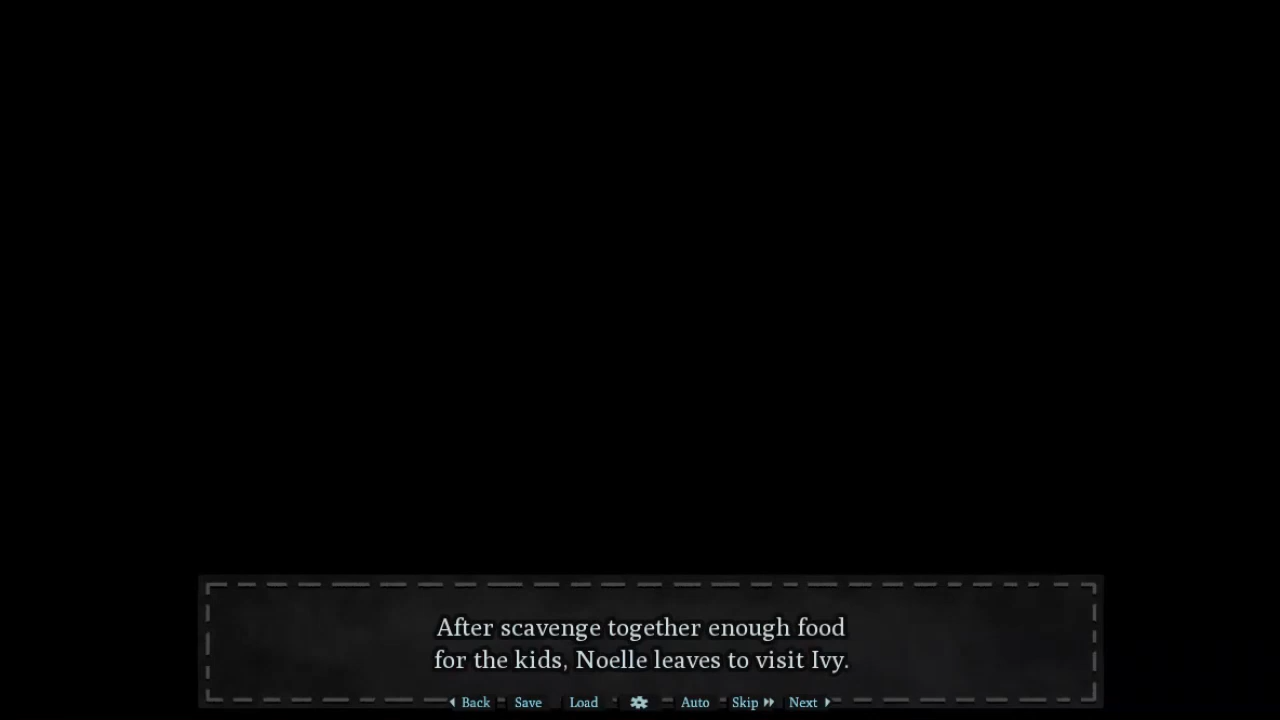 After scavenge together enough food
for the kids, Noelle leaves to visit Ivy.
Back Save Load Auto Skip Next